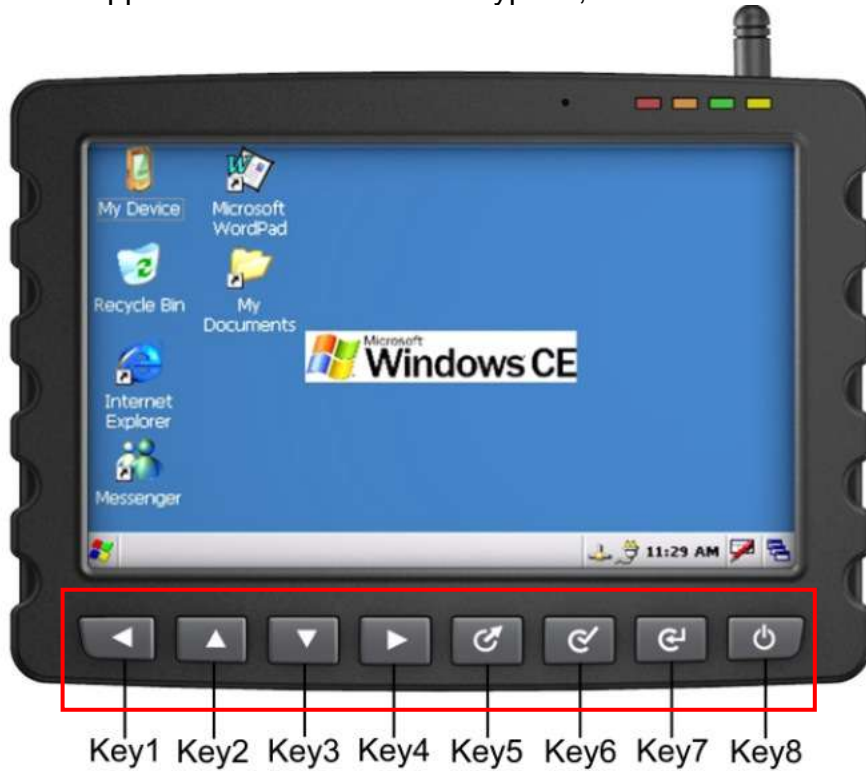 My Device
Microsoft
WordPad
Recycle Bin
My
Documents
Microsoft
Windows CE
Internet
Explorer
Messenger
11:29 AM
Key1 Key2 Key3 Key4 Key5 Key6 Key7 Key8